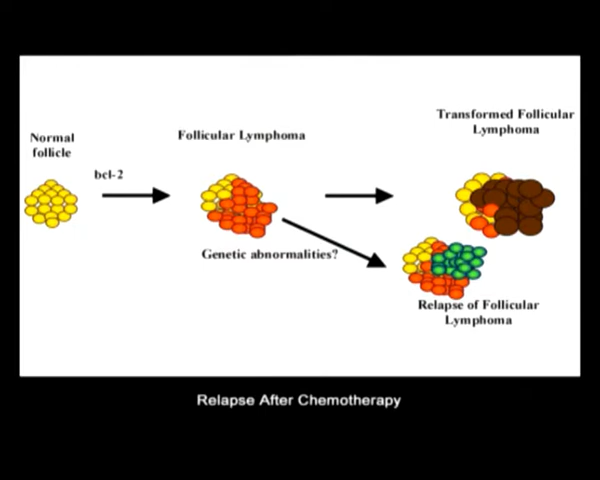 Transformed Follicular
Lymphoma
Normal
follicle
Follicular Lymphoma
bcl-2
Genetic abnormalities?
Relapse of Follicular
Lymphoma
Relapse After Chemotherapy